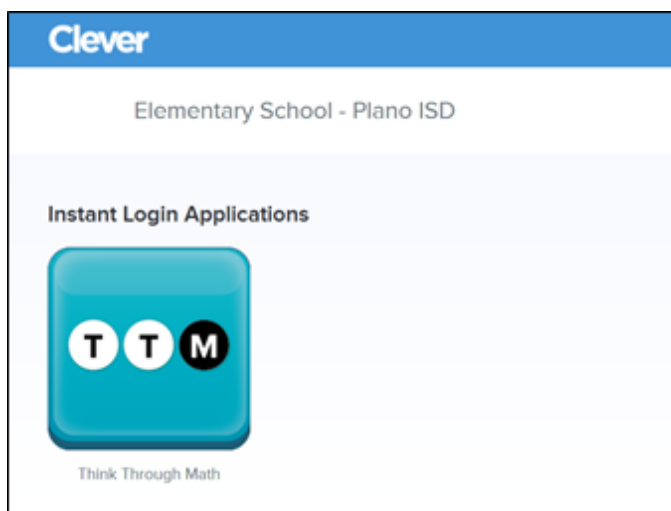 Clever
Elementary School - Plano ISD
Instant Login Applications
T T M
Think Through Math